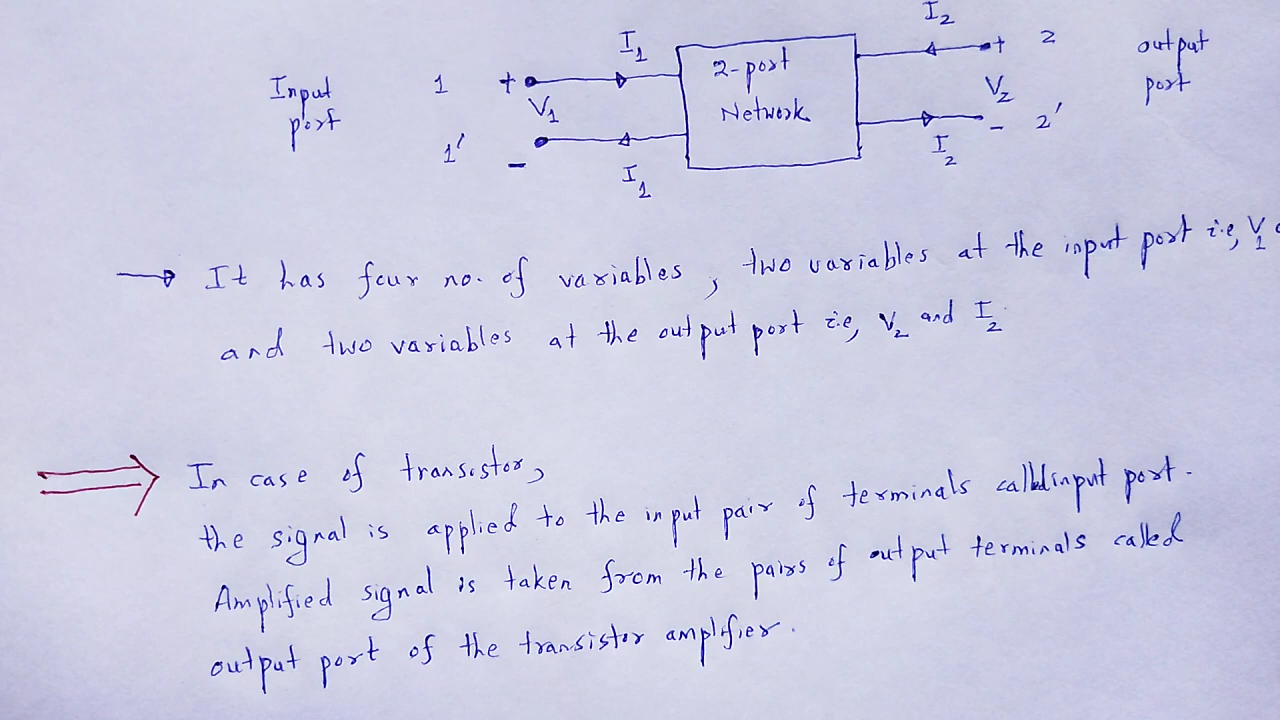 I₂
I₁ 2-port + 2 output
Input 1 + V₁ Network V₂ port
port 1' - - 2'
I₁ I₂
→ It has four no. of variables, two variables at the input port i.e, V₁
and two variables at the output port i.e, V₂ and I₂
⇒ In case of transistor,
the signal is applied to the input pair of terminals called input port.
Amplified signal is taken from the pairs of output terminals called
output port of the transistor amplifier.